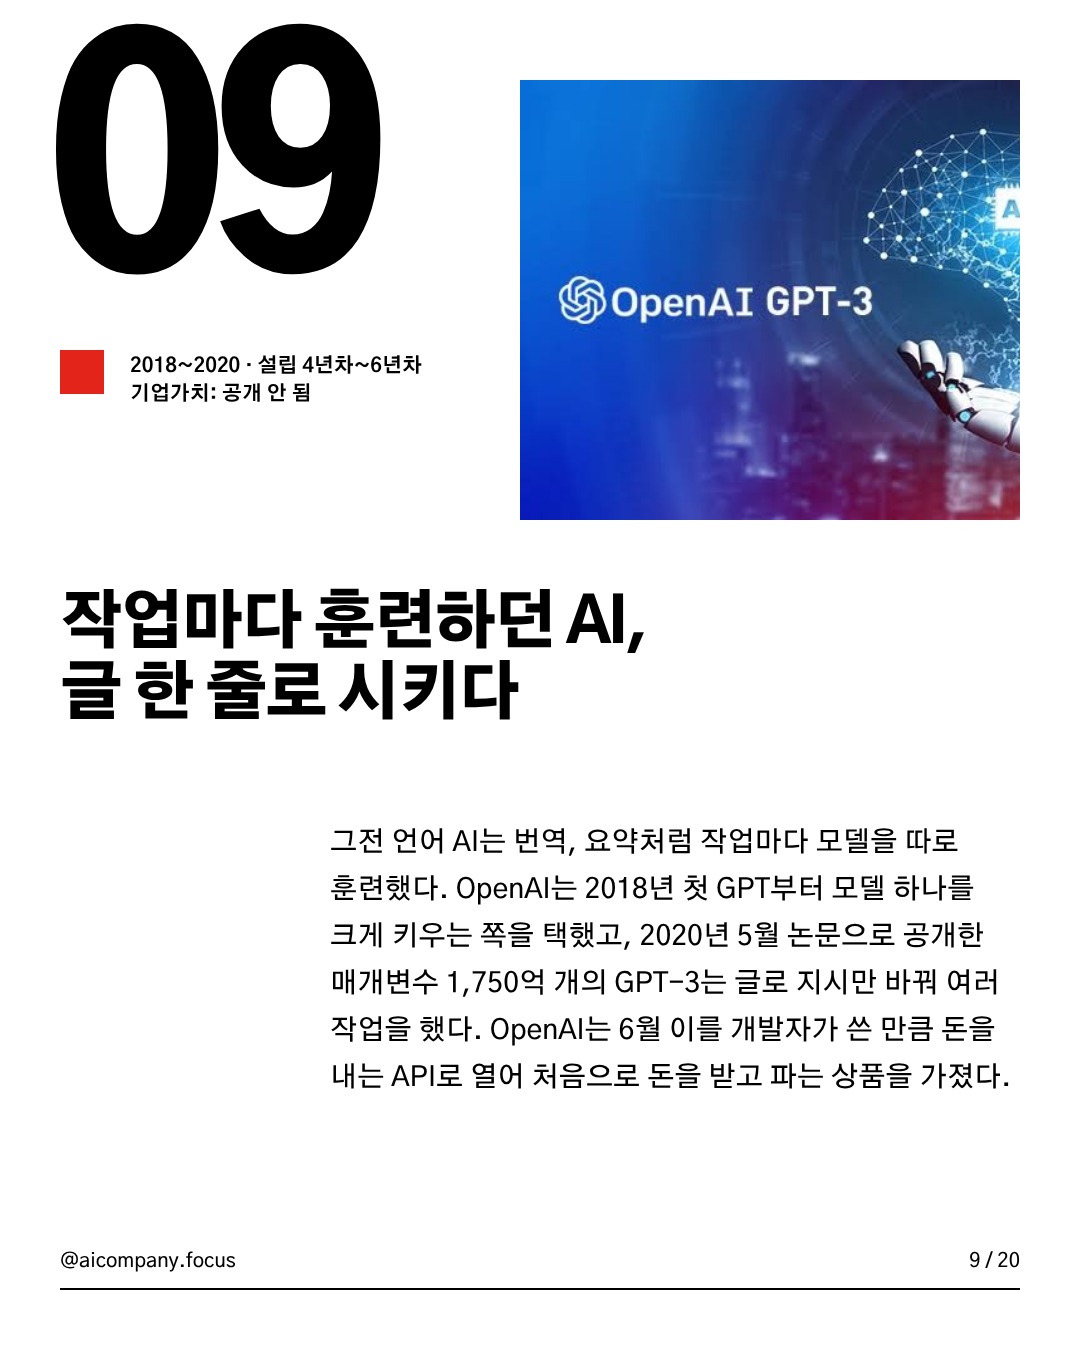 09
OpenAI GPT-3
2018~2020 · 설립 4년차~6년차
기업가치: 공개 안 됨
작업마다 훈련하던 AI,
글 한 줄로 시키다
그전 언어 AI는 번역, 요약처럼 작업마다 모델을 따로
훈련했다. OpenAI는 2018년 첫 GPT부터 모델 하나를
크게 키우는 쪽을 택했고, 2020년 5월 논문으로 공개한
매개변수 1,750억 개의 GPT-3는 글로 지시만 바꿔 여러
작업을 했다. OpenAI는 6월 이를 개발자가 쓴 만큼 돈을
내는 API로 열어 처음으로 돈을 받고 파는 상품을 가졌다.
@aicompany.focus
9 / 20